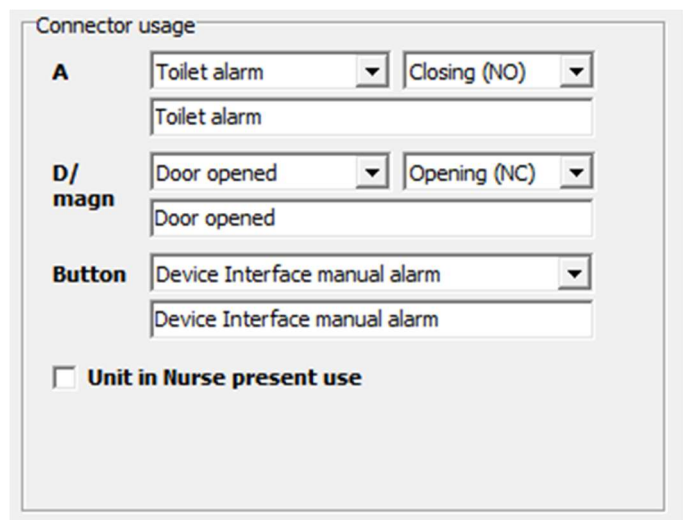 Connector usage
A Toilet alarm Closing (NO)
Toilet alarm
D/ Door opened Opening (NC)
magn
Door opened
Button Device Interface manual alarm
Device Interface manual alarm
Unit in Nurse present use